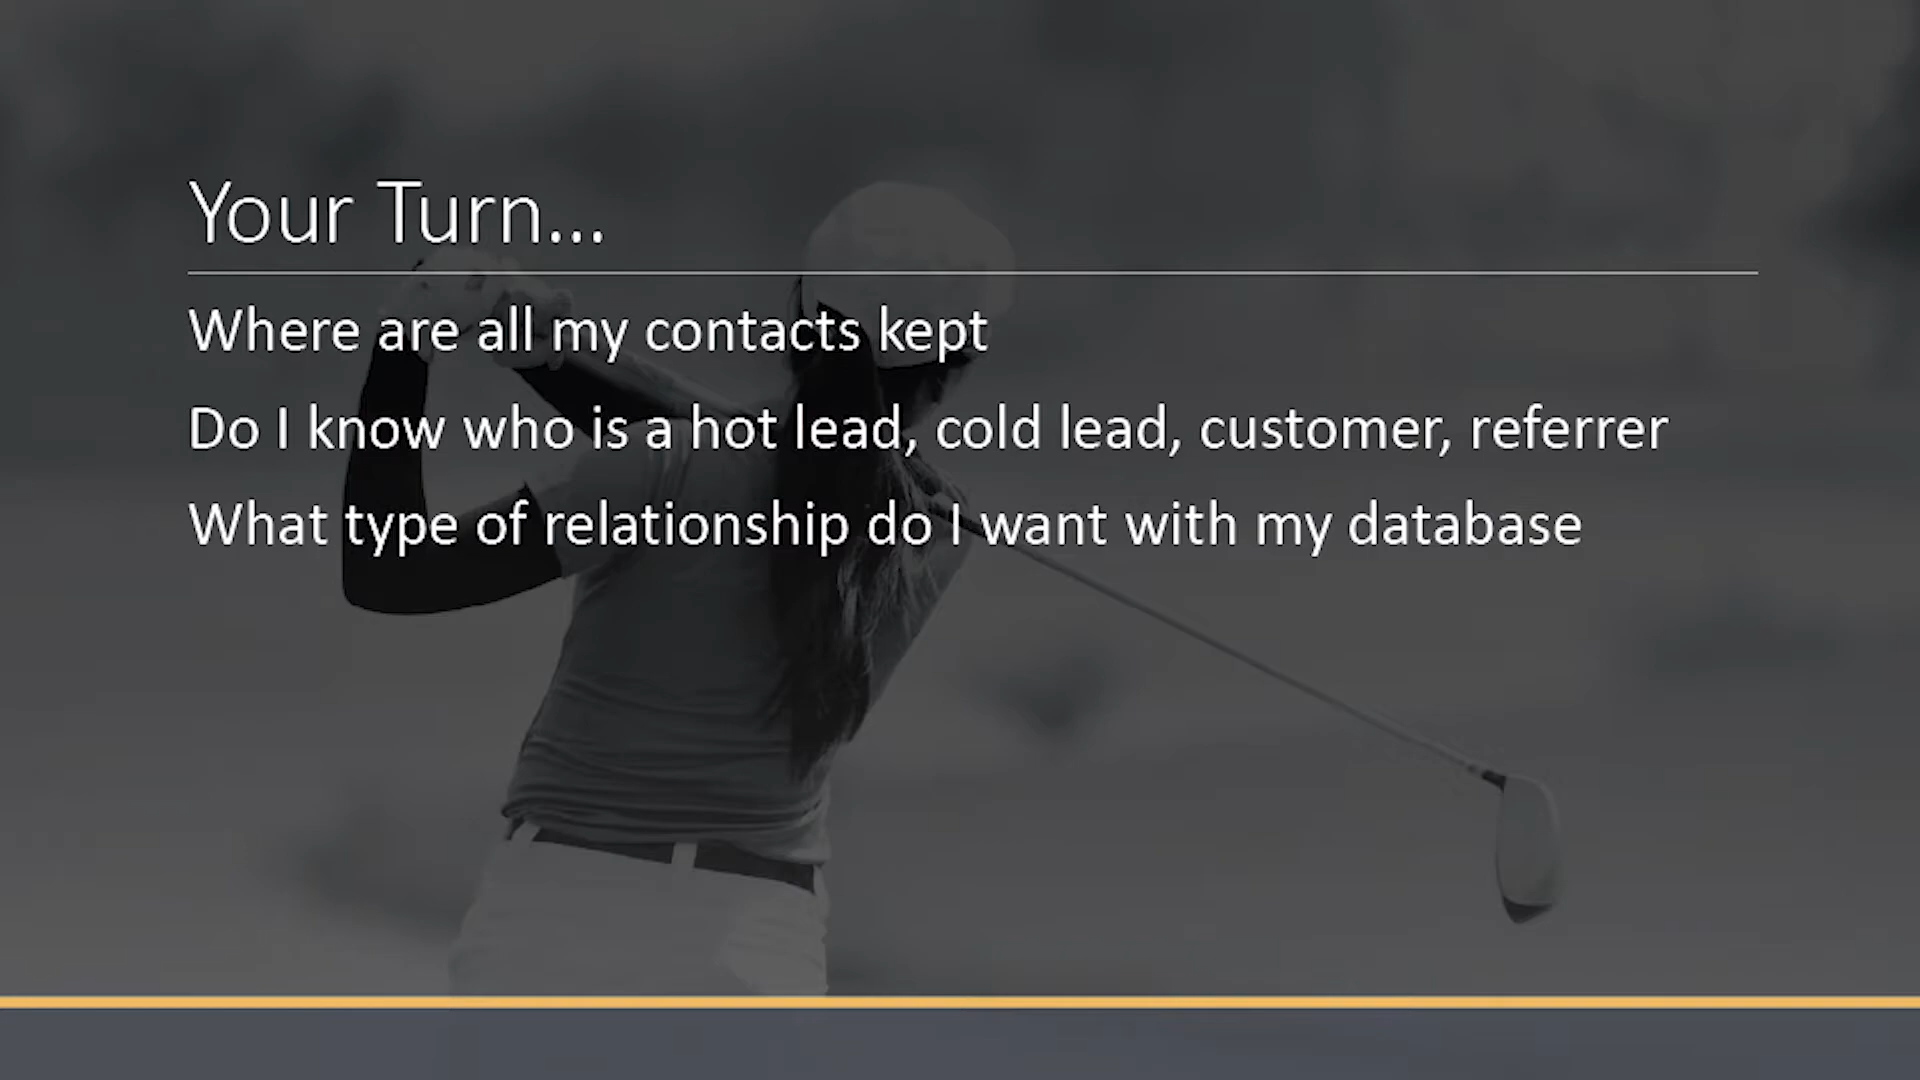 Your Turn...
Where are all my contacts kept
Do I know who is a hot lead, cold lead, customer, referrer
What type of relationship do I want with my database